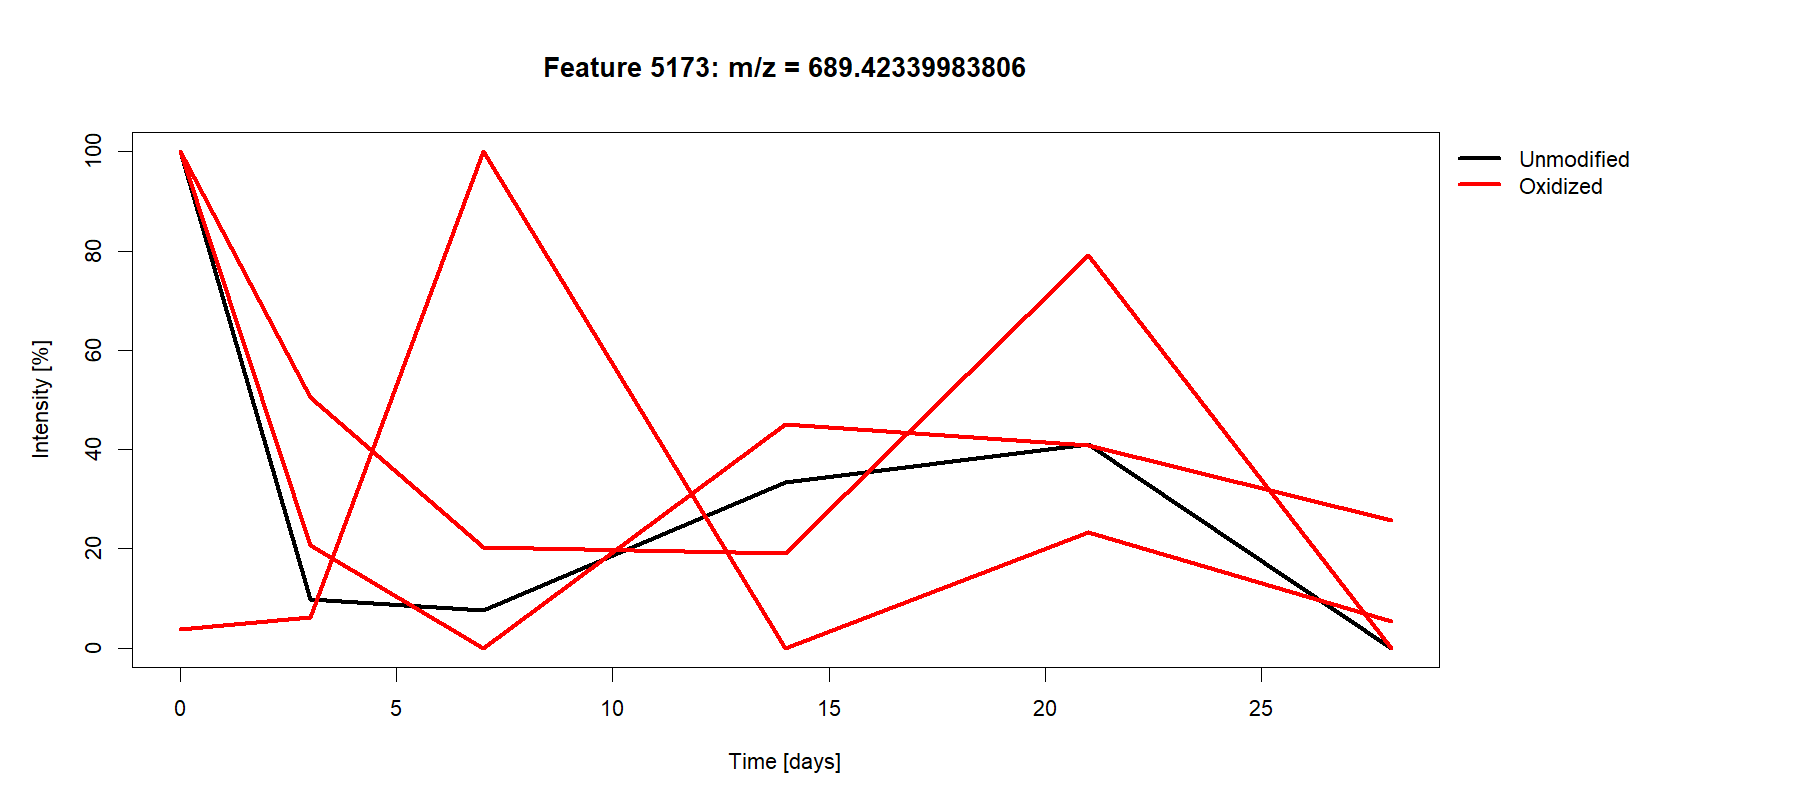 Feature 5173: m/z = 689.42339983806
Unmodified
Oxidized
Intensity [%]
100
80
60
40
20
0
0 5 10 15 20 25
Time [days]